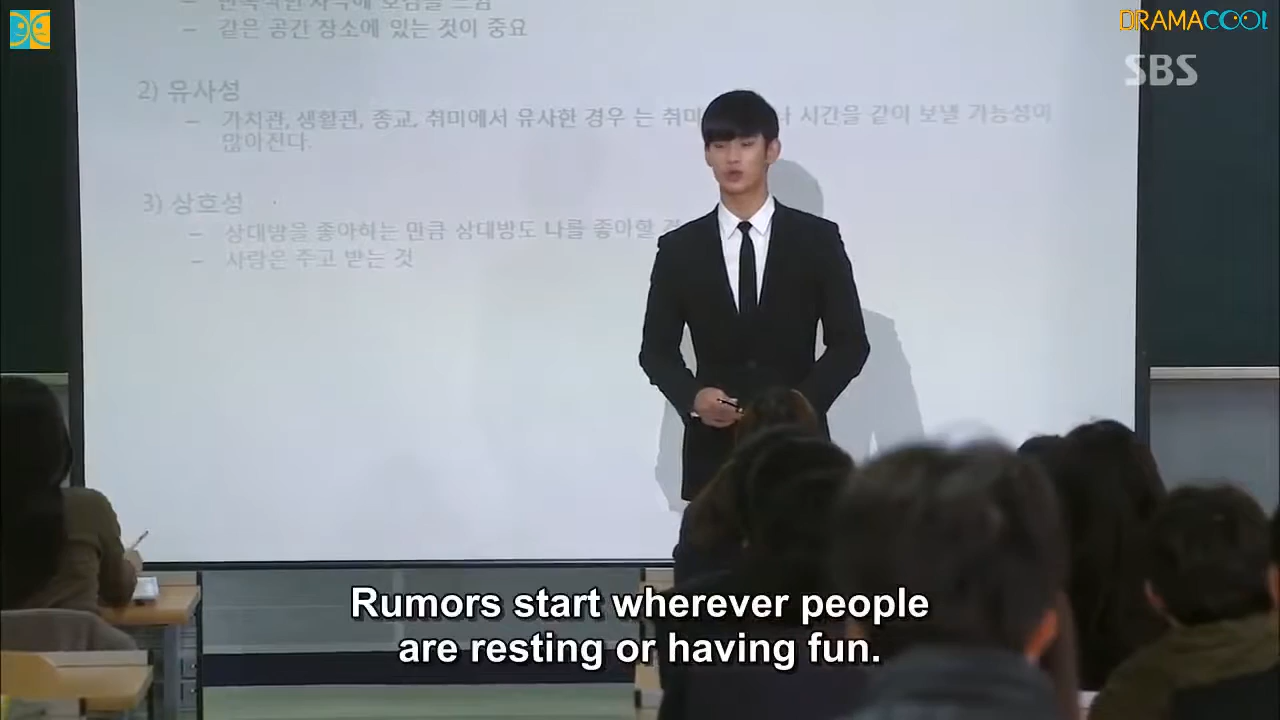 DRAMACOOL
SBS
– 같은 공간 장소에 있는 것이 중요
2) 유사성
– 가치관, 생활관, 종교, 취미에서 유사한 경우 는 취미 시간을 같이 보낼 가능성이
많아진다.
3) 상호성
– 상대방을 좋아하는 만큼 상대방도 나를 좋아할
– 사랑은 주고 받는 것
Rumors start wherever people
are resting or having fun.